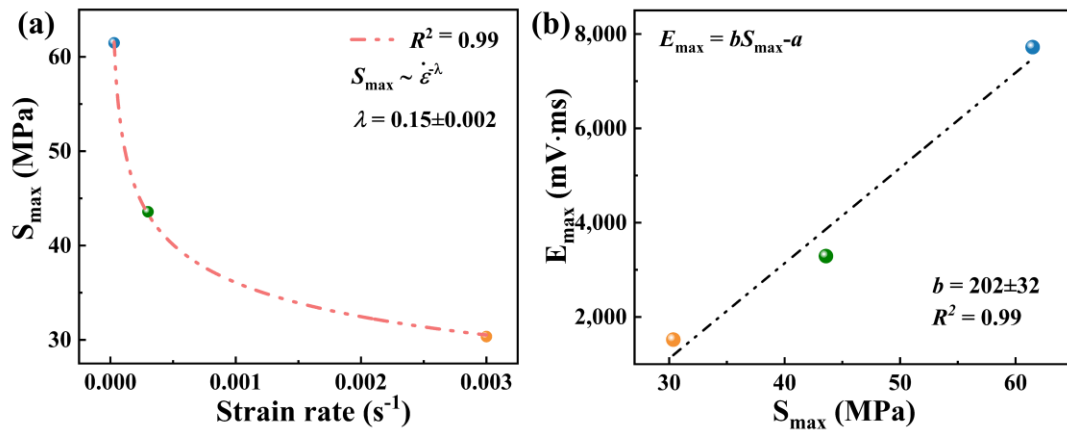 (a)
R² = 0.99
S_max ~ ε̇^-λ
λ = 0.15±0.002
60
50
40
30
S_max (MPa)
0.000 0.001 0.002 0.003
Strain rate (s⁻¹)
(b)
E_max = bS_max-a
8,000
6,000
4,000
2,000
E_max (mV·ms)
b = 202±32
R² = 0.99
30 40 50 60
S_max (MPa)